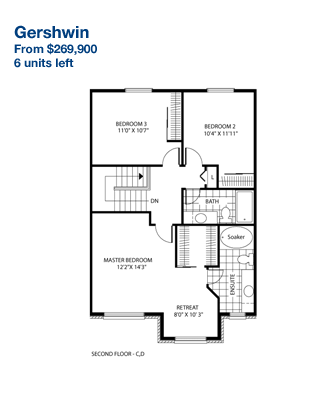 Gershwin
From $269,900
6 units left
BEDROOM 3
11'0" X 10'7"
BEDROOM 2
10'4" X 11'11"
L
DN
BATH
Soaker
MASTER BEDROOM
12'2"X 14'3"
ENSUITE
RETREAT
8'0" X 10' 3"
SECOND FLOOR - C,D